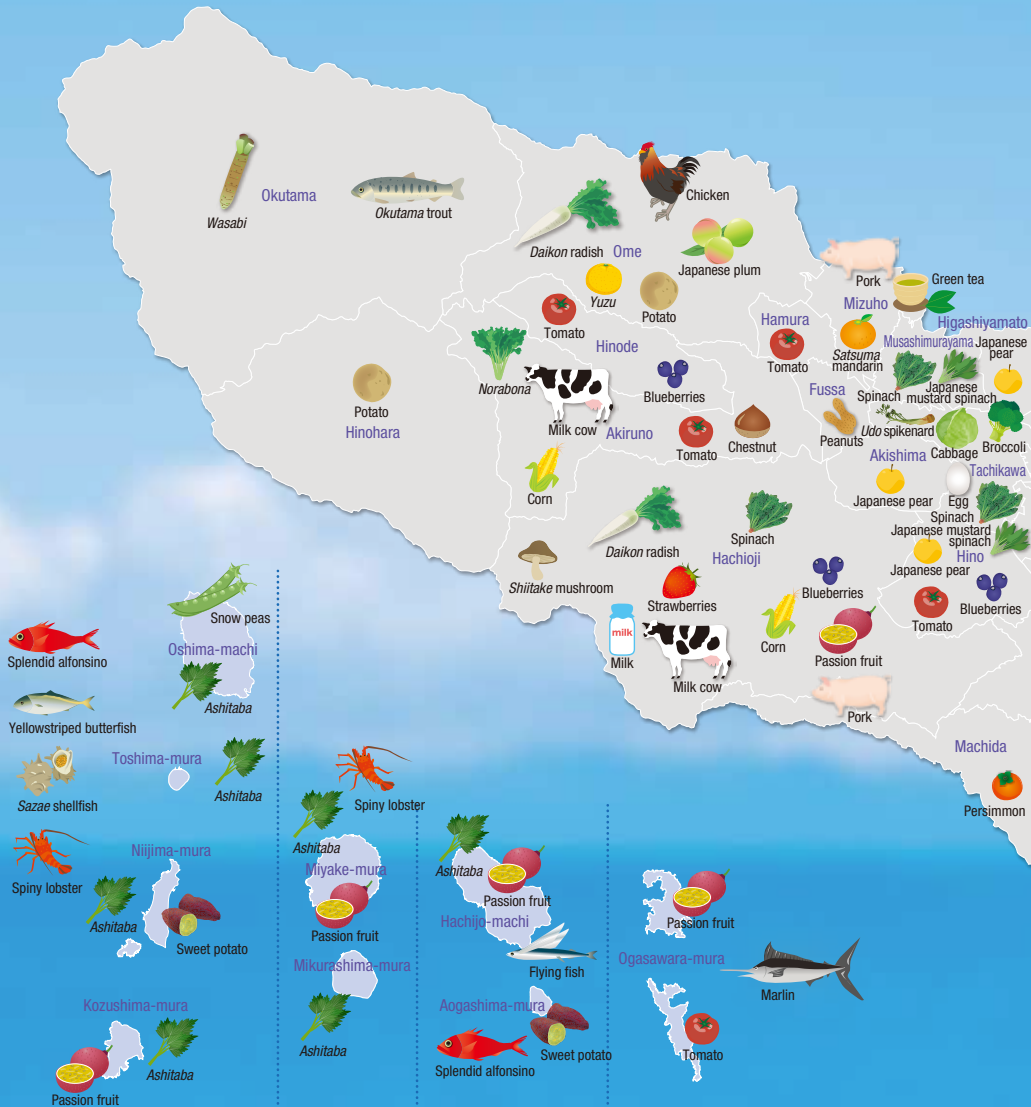 Wasabi
Okutama
Okutama trout
Chicken
Daikon radish
Ome
Japanese plum
Yuzu
Potato
Tomato
Hinode
Pork
Green tea
Mizuho
Higashiyamato
Hamura
Tomato
Satsuma
mandarin
Musashimurayama
Japanese
pear
Spinach
Japanese
mustard spinach
Norabona
Potato
Hinohara
Milk cow
Blueberries
Akiruno
Tomato
Chestnut
Corn
Fussa
Peanuts
Udo spikenard
Cabbage
Broccoli
Akishima
Japanese pear
Egg
Tachikawa
Spinach
Japanese mustard
spinach
Hino
Japanese pear
Tomato
Blueberries
Daikon radish
Spinach
Hachioji
Shiitake mushroom
Strawberries
Blueberries
milk
Milk
Milk cow
Corn
Passion fruit
Pork
Machida
Persimmon
Snow peas
Splendid alfonsino
Oshima-machi
Ashitaba
Yellowstriped butterfish
Toshima-mura
Ashitaba
Sazae shellfish
Spiny lobster
Niijima-mura
Ashitaba
Sweet potato
Kozushima-mura
Ashitaba
Passion fruit
Spiny lobster
Ashitaba
Miyake-mura
Passion fruit
Mikurashima-mura
Ashitaba
Ashitaba
Passion fruit
Hachijo-machi
Flying fish
Aogashima-mura
Sweet potato
Splendid alfonsino
Passion fruit
Ogasawara-mura
Marlin
Tomato